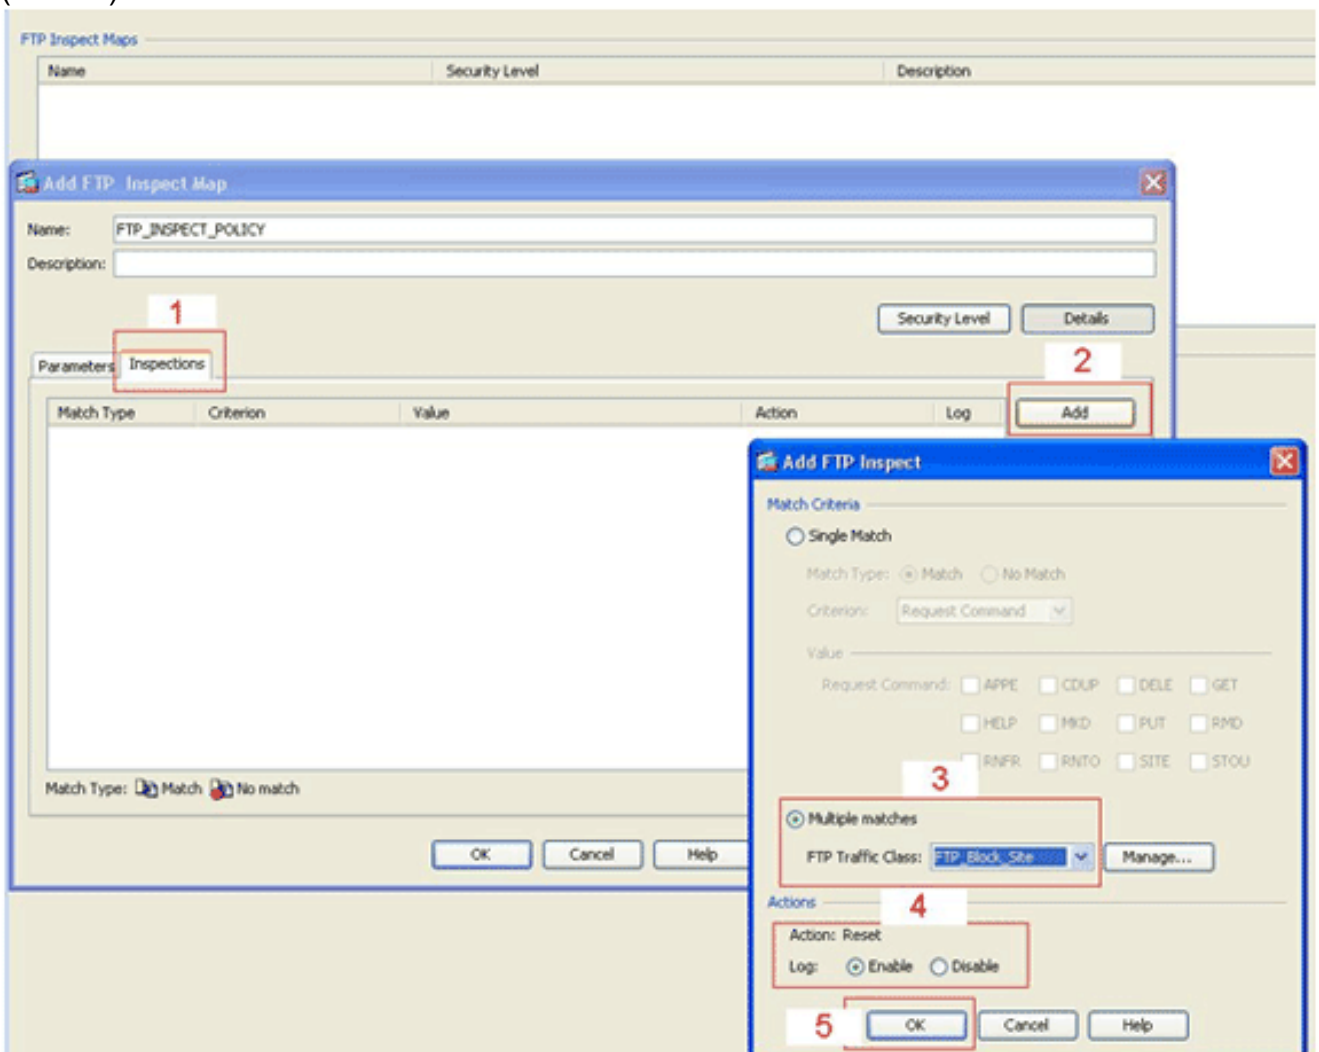 FTP Inspect Maps
Name Security Level Description
Add FTP Inspect Map
Name: FTP_INSPECT_POLICY
Description:
1
Security Level Details
Parameters Inspections
2
Match Type Criterion Value Action Log Add
Add FTP Inspect
Match Criteria
Single Match
Match Type: Match No Match
Criterion: Request Command
Value
Request Command: APPE CDUP DELE GET
HELP MKD PUT RMD
RNFR RNTO SITE STOU
3
Match Type: Match No match
Multiple matches
OK Cancel Help
FTP Traffic Class: FTP_Block_Site Manage...
Actions
4
Action: Reset
Log: Enable Disable
5
OK Cancel Help